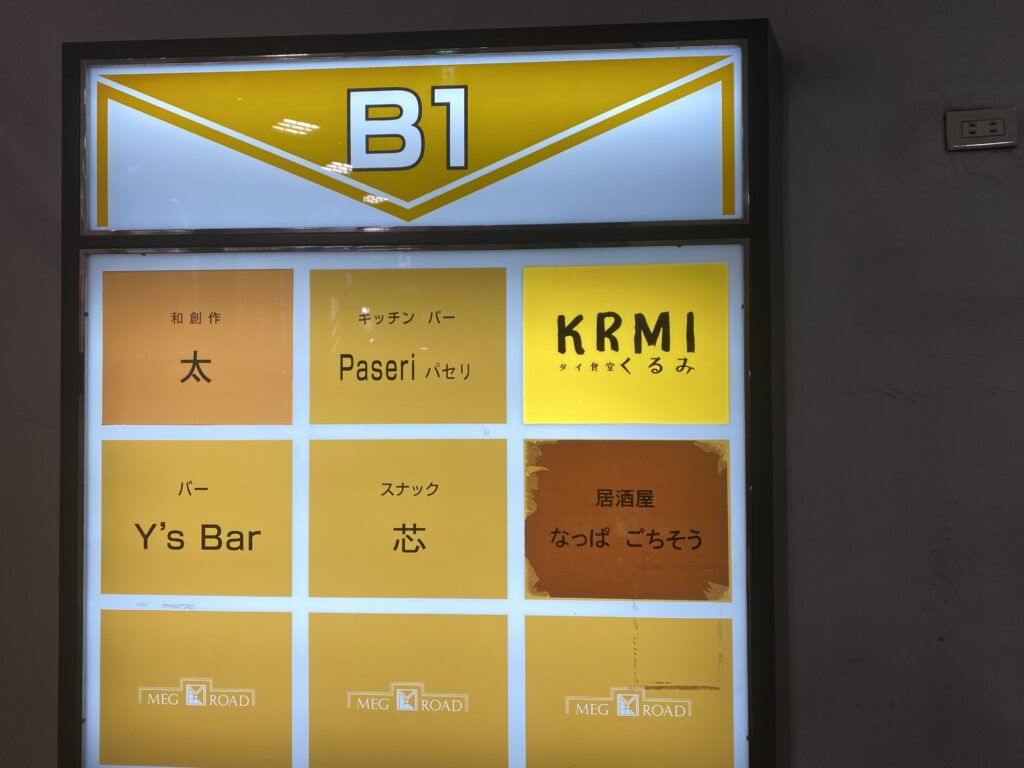 B1
和創作
太
キッチン バー
Paseri パセリ
KRMI
タイ食堂くるみ
バー
Y's Bar
スナック
芯
居酒屋
なっぱ ごちそう
MEG ROAD
MEG ROAD
MEG ROAD